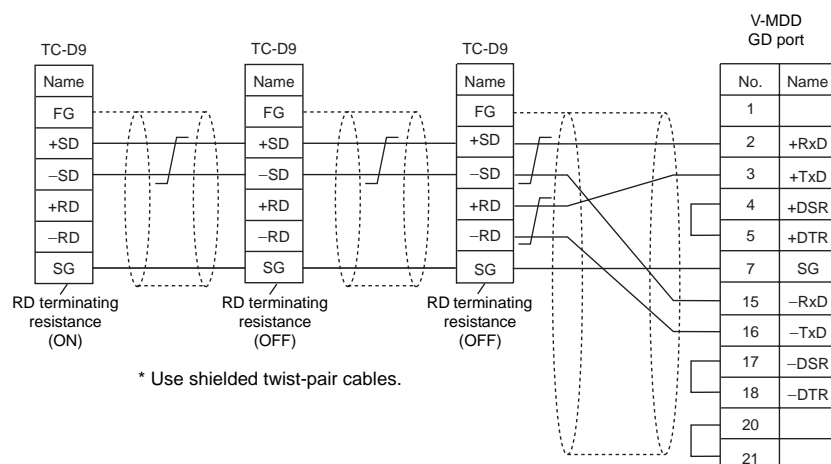 V-MDD
GD port
TC-D9
TC-D9
TC-D9
Name
Name
Name
No. Name
FG
FG
FG
1
+SD
+SD
+SD
2 +RxD
−SD
−SD
−SD
3 +TxD
+RD
+RD
+RD
4 +DSR
−RD
−RD
−RD
5 +DTR
SG
SG
SG
7 SG
RD terminating
resistance
(ON)
RD terminating
resistance
(OFF)
RD terminating
resistance
(OFF)
15 −RxD
16 −TxD
17 −DSR
18 −DTR
20
21
* Use shielded twist-pair cables.